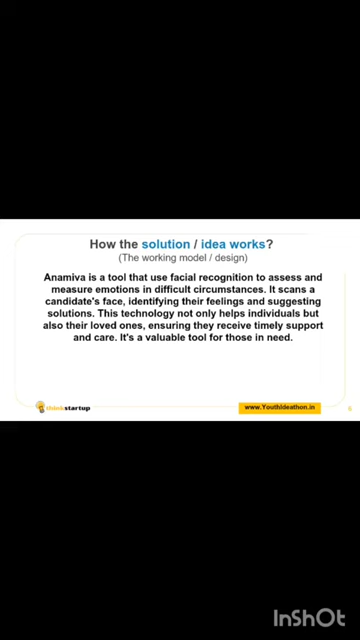 How the solution / idea works?
(The working model / design)
Anamiva is a tool that use facial recognition to assess and
measure emotions in difficult circumstances. It scans a
candidate's face, identifying their feelings and suggesting
solutions. This technology not only helps individuals but
also their loved ones, ensuring they receive timely support
and care. It's a valuable tool for those in need.
thinkstartup
www.YouthIdeathon.in
6
InShOt